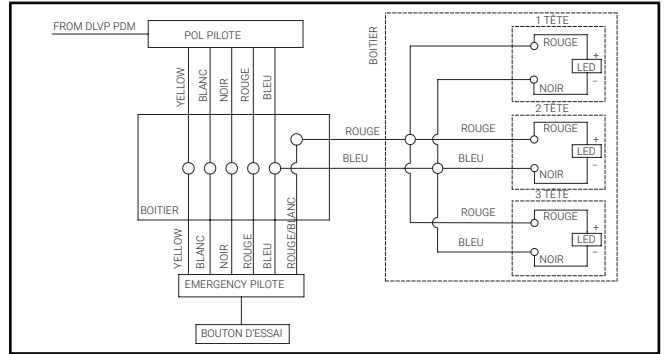 FROM DLVP PDM
POL PILOTE
YELLOW
BLANC
NOIR
ROUGE
BLEU
BOITIER
YELLOW
BLANC
NOIR
ROUGE
BLEU
ROUGE/BLANC
EMERGENCY PILOTE
BOUTON D'ESSAI
ROUGE
BLEU
BOITIER
1 TÊTE
ROUGE
+
LED
–
NOIR
2 TÊTE
ROUGE
ROUGE
+
LED
–
BLEU
NOIR
3 TÊTE
ROUGE
ROUGE
+
LED
–
BLEU
NOIR